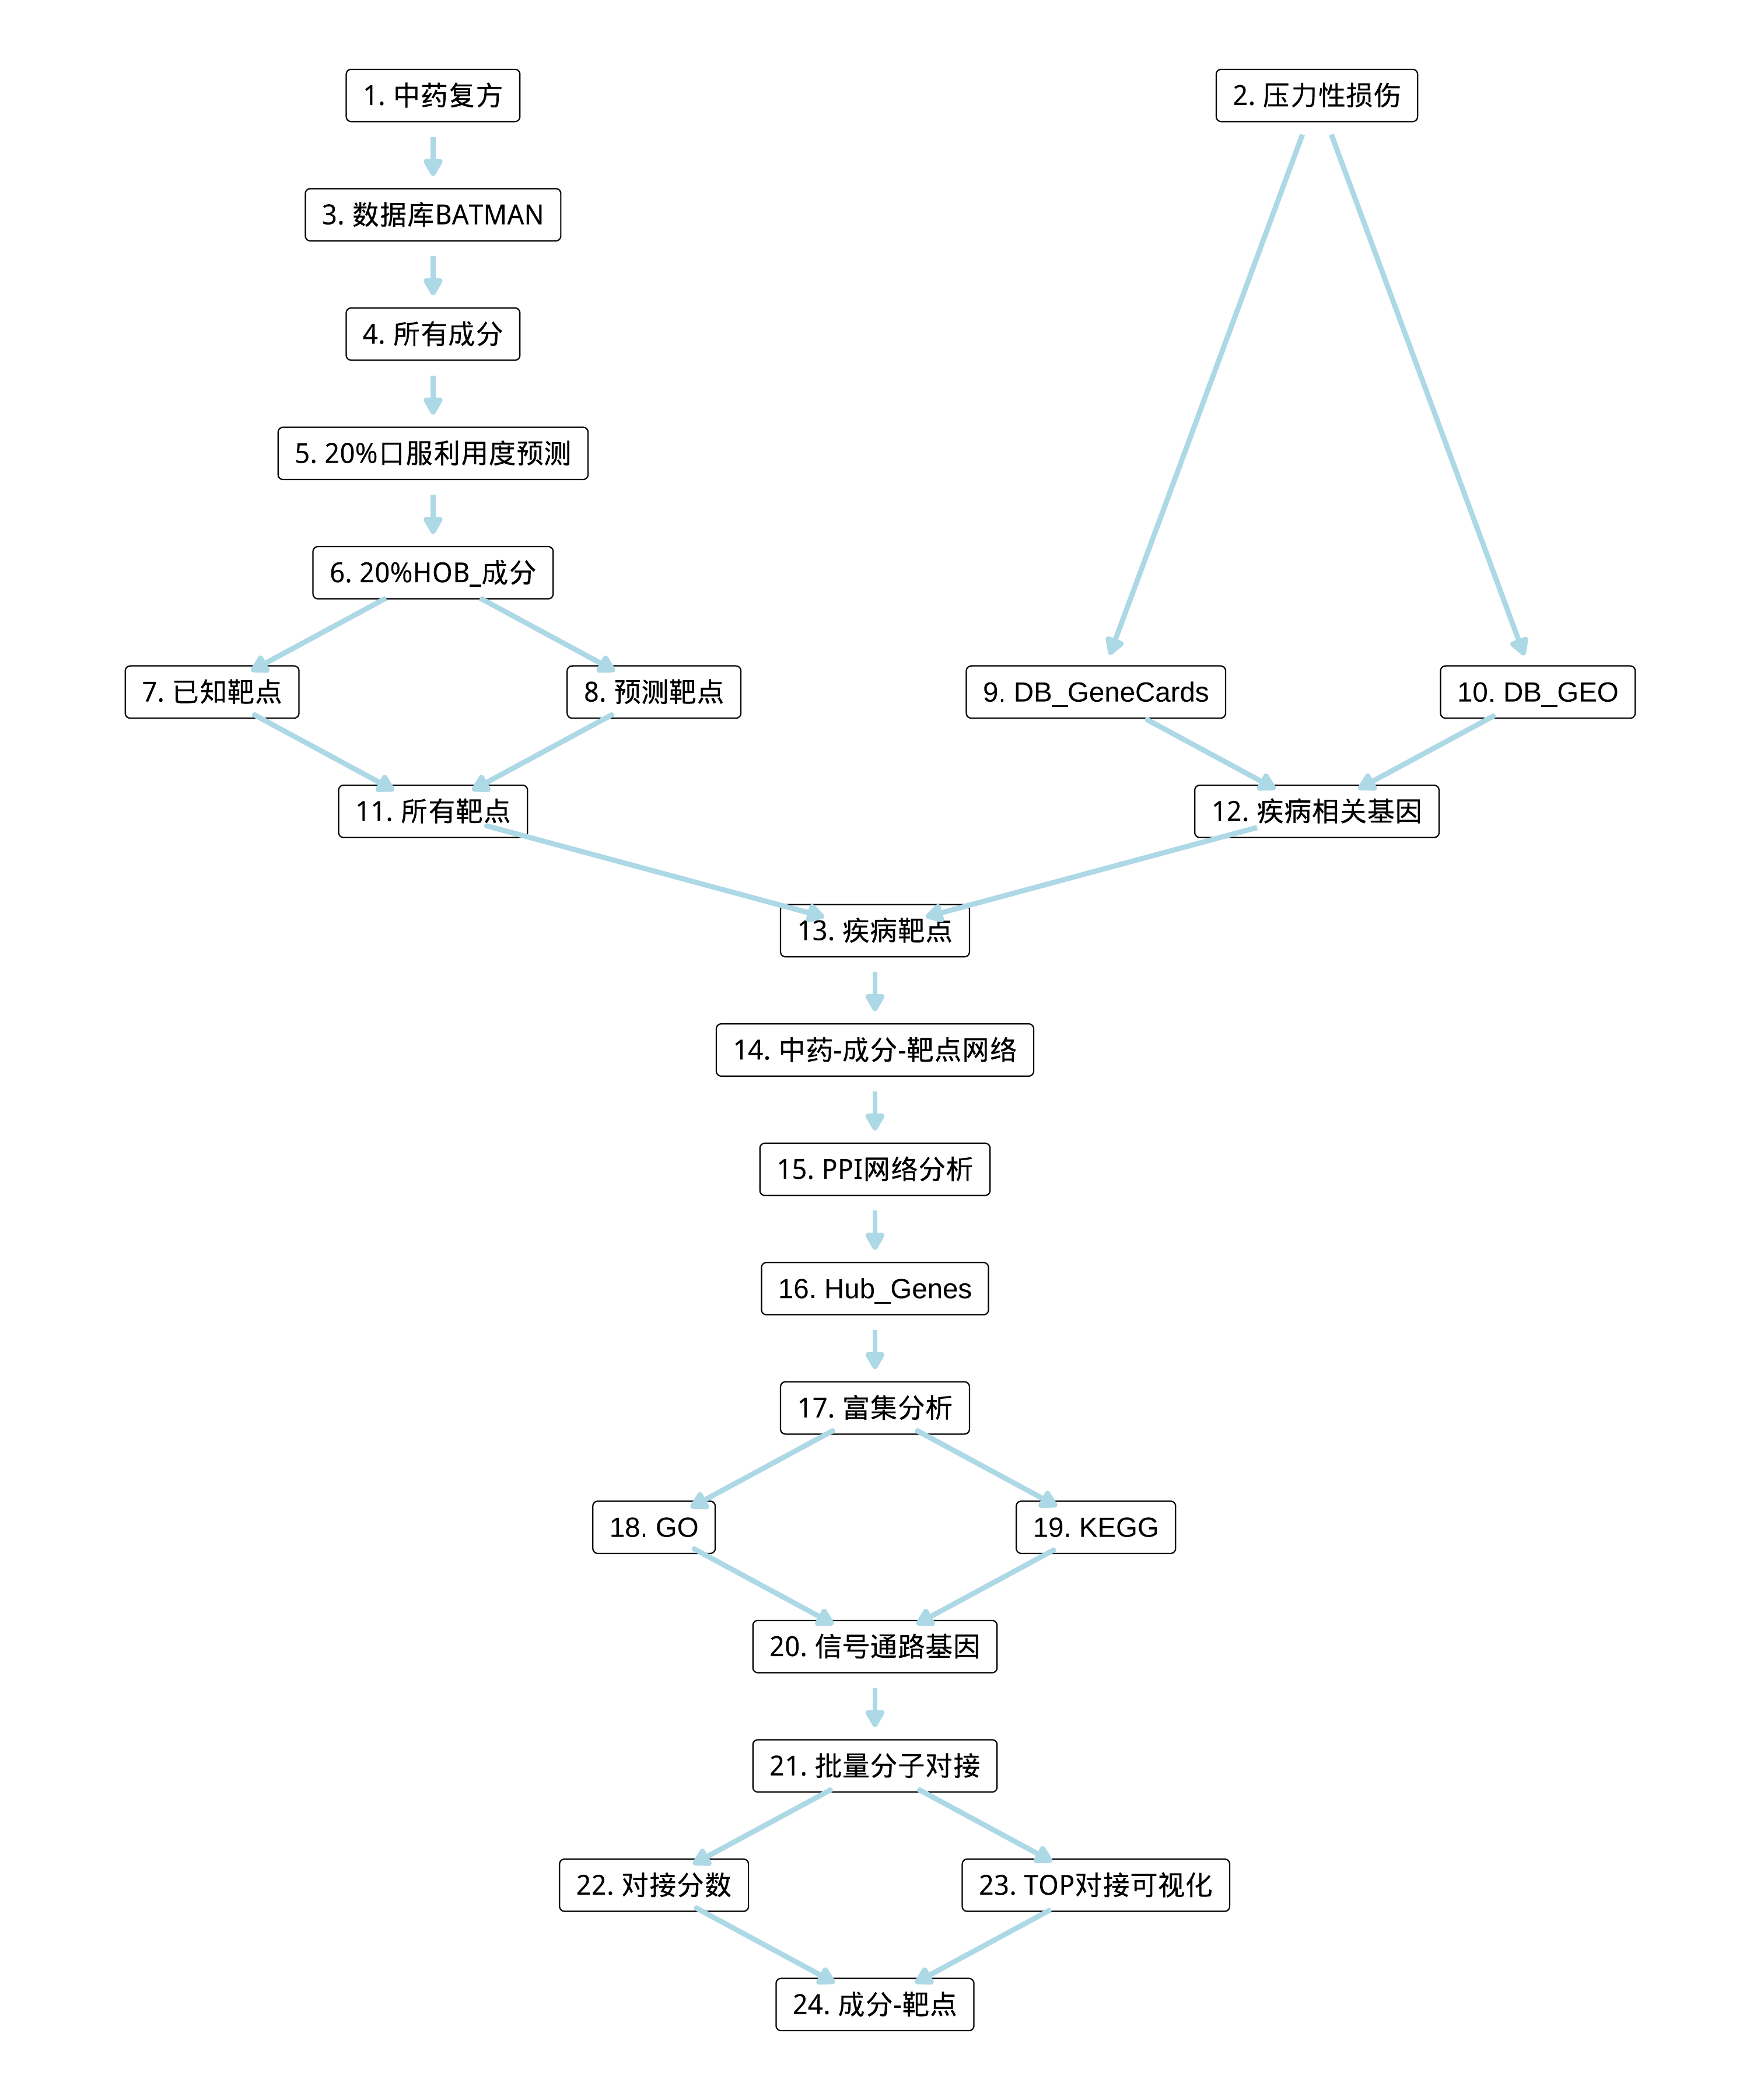 1. 中药复方
2. 压力性损伤
3. 数据库BATMAN
4. 所有成分
5. 20%口服利用度预测
6. 20%HOB_成分
7. 已知靶点
8. 预测靶点
9. DB_GeneCards
10. DB_GEO
11. 所有靶点
12. 疾病相关基因
13. 疾病靶点
14. 中药-成分-靶点网络
15. PPI网络分析
16. Hub_Genes
17. 富集分析
18. GO
19. KEGG
20. 信号通路基因
21. 批量分子对接
22. 对接分数
23. TOP对接可视化
24. 成分-靶点